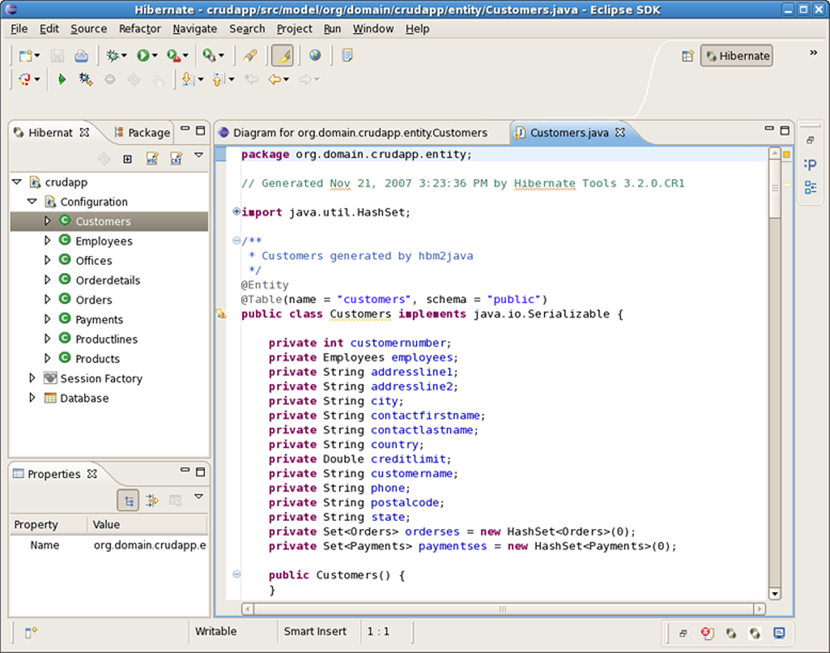 Hibernate - crudapp/src/model/org/domain/crudapp/entity/Customers.java - Eclipse SDK
File Edit Source Refactor Navigate Search Project Run Window Help
Hibernate
»
Hibernat
Package
crudapp
Configuration
Customers
Employees
Offices
Orderdetails
Orders
Payments
Productlines
Products
Session Factory
Database
Properties
Property Value
Name org.domain.crudapp.e
Diagram for org.domain.crudapp.entity.Customers
Customers.java
package org.domain.crudapp.entity;
// Generated Nov 21, 2007 3:23:36 PM by Hibernate Tools 3.2.0.CR1
import java.util.HashSet;
/**
* Customers generated by hbm2java
*/
@Entity
@Table(name = "customers", schema = "public")
public class Customers implements java.io.Serializable {
private int customernumber;
private Employees employees;
private String addressline1;
private String addressline2;
private String city;
private String contactfirstname;
private String contactlastname;
private String country;
private Double creditlimit;
private String customername;
private String phone;
private String postalcode;
private String state;
private Set<Orders> orderses = new HashSet<Orders>(0);
private Set<Payments> paymentses = new HashSet<Payments>(0);
public Customers() {
}
Writable Smart Insert 1 : 1